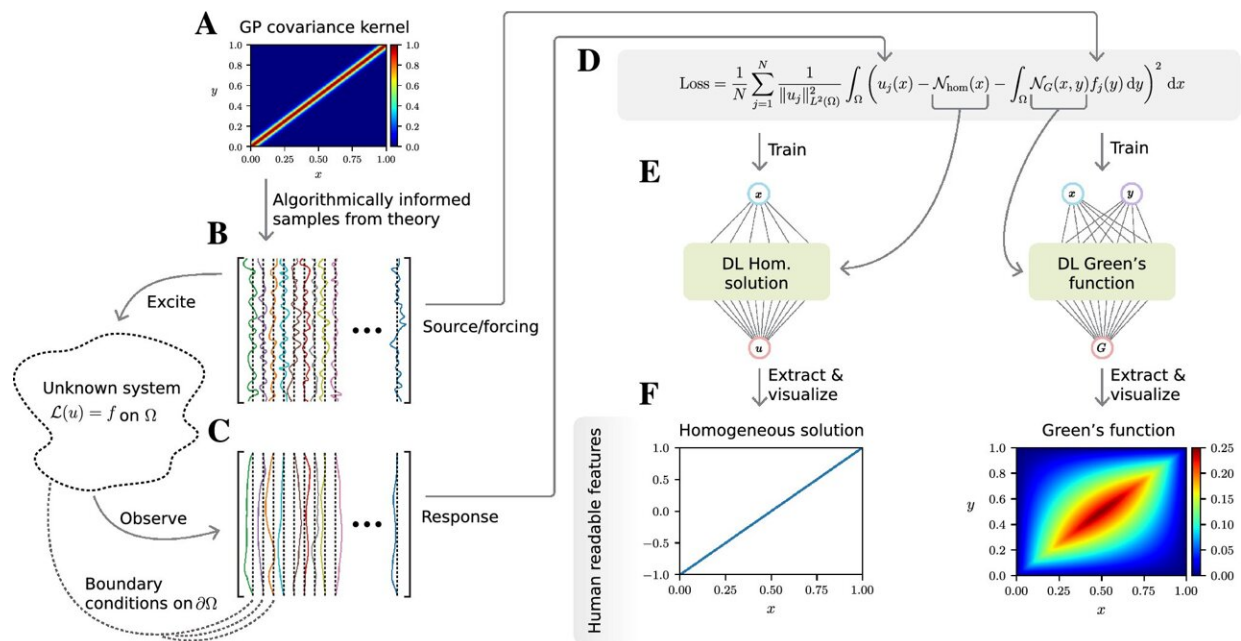 A
GP covariance kernel
1.0
0.8
0.6
0.4
0.2
0.0
y
0.00 0.25 0.50 0.75 1.00
x
1.0
0.8
0.6
0.4
0.2
0.0
Algorithmically informed
samples from theory
B
Excite
Source/forcing
Unknown system
ℒ(u) = f on Ω
C
Observe
Response
Boundary
conditions on ∂Ω
D
Loss = 1/N ∑_{j=1}^{N} 1/‖u_j‖²_{L²(Ω)} ∫_Ω ( u_j(x) − 𝒩_hom(x) − ∫_Ω 𝒩_G(x, y) f_j(y) dy )² dx
Train
Train
E
x
x y
DL Hom.
solution
DL Green's
function
u
G
Extract &
visualize
Extract &
visualize
F
Human readable features
Homogeneous solution
1.0
0.5
0.0
−0.5
−1.0
0.00 0.25 0.50 0.75 1.00
x
Green's function
1.0
0.8
0.6
0.4
0.2
0.0
y
0.00 0.25 0.50 0.75 1.00
x
0.25
0.20
0.15
0.10
0.05
0.00